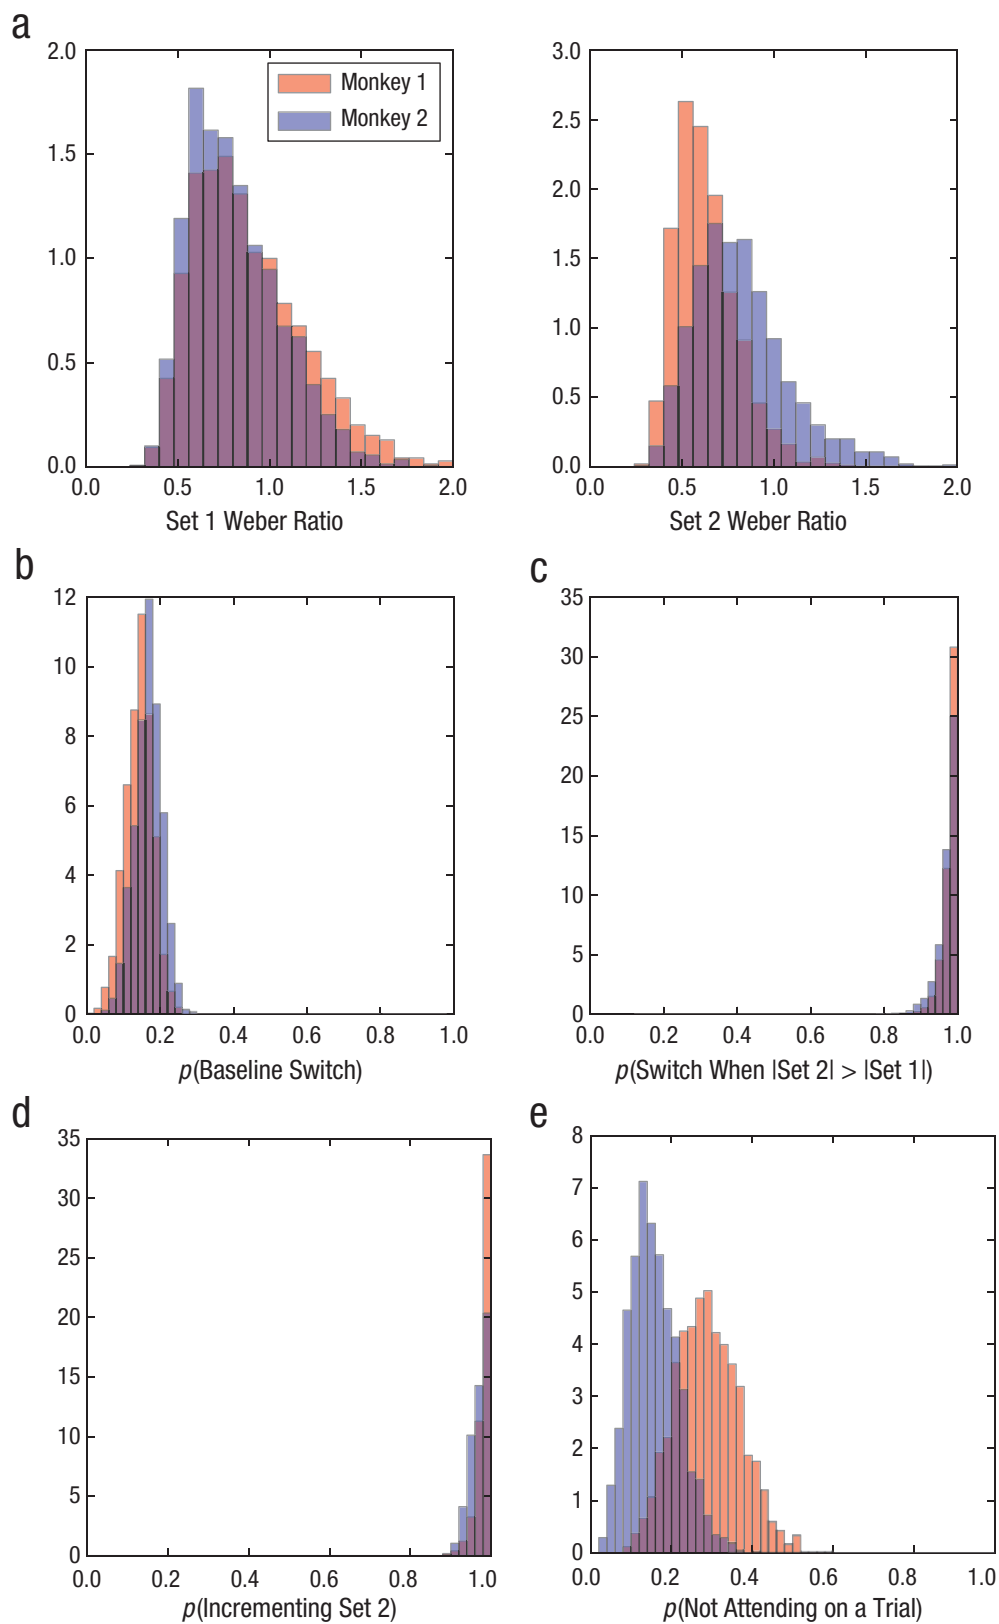 a
2.0
1.5
1.0
0.5
0.0
0.0 0.5 1.0 1.5 2.0
Set 1 Weber Ratio
Monkey 1
Monkey 2
3.0
2.5
2.0
1.5
1.0
0.5
0.0
0.0 0.5 1.0 1.5 2.0
Set 2 Weber Ratio
b
12
10
8
6
4
2
0
0.0 0.2 0.4 0.6 0.8 1.0
p(Baseline Switch)
c
35
30
25
20
15
10
5
0
0.0 0.2 0.4 0.6 0.8 1.0
p(Switch When |Set 2| > |Set 1|)
d
35
30
25
20
15
10
5
0
0.0 0.2 0.4 0.6 0.8 1.0
p(Incrementing Set 2)
e
8
7
6
5
4
3
2
1
0
0.0 0.2 0.4 0.6 0.8 1.0
p(Not Attending on a Trial)